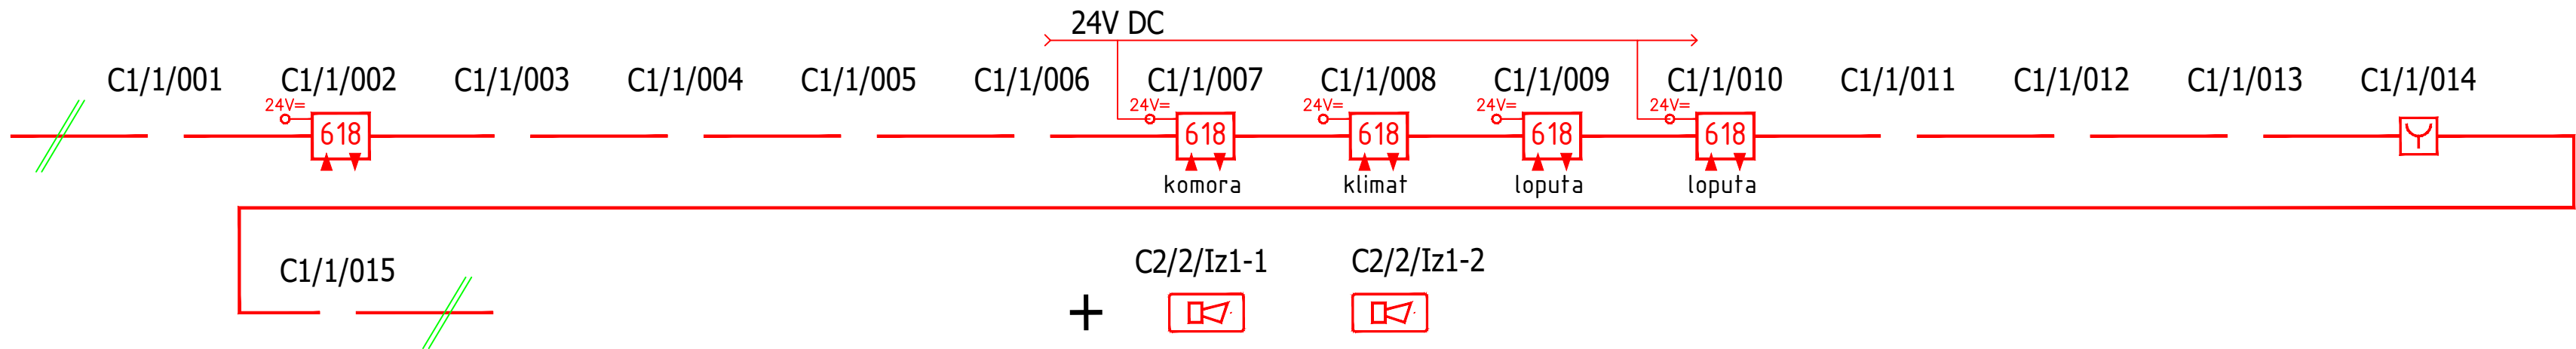 24V DC
C1/1/001 C1/1/002 C1/1/003 C1/1/004 C1/1/005 C1/1/006 C1/1/007 C1/1/008 C1/1/009 C1/1/010 C1/1/011 C1/1/012 C1/1/013 C1/1/014
24V= 24V= 24V= 24V= 24V=
618 618 618 618 618
komora klimat loputa loputa
C2/2/Iz1-1 C2/2/Iz1-2
C1/1/015
+